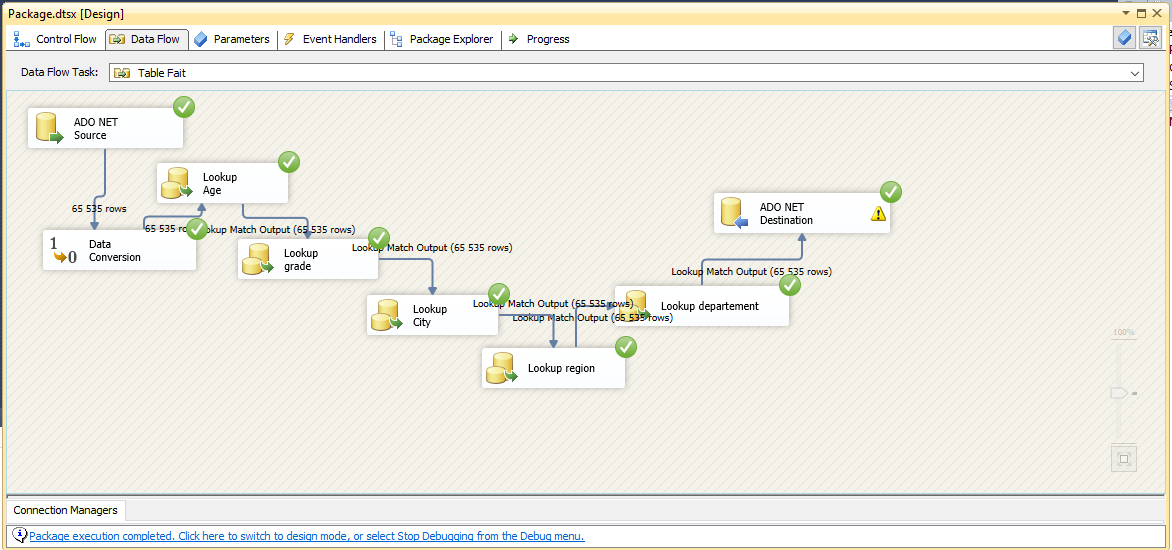 Package.dtsx [Design]
Control Flow
Data Flow
Parameters
Event Handlers
Package Explorer
Progress
Data Flow Task:
Table Fait
ADO NET
Source
65 535 rows
Lookup
Age
65 535
Lookup Match Output (65 535 rows)
1
0
Data
Conversion
Lookup
grade
Lookup Match Output (65 535 rows)
Lookup
City
Lookup Match Output (65 535 rows)
Lookup Match Output (65 535 rows)
Lookup region
Lookup departement
Lookup Match Output (65 535 rows)
ADO NET
Destination
100%
Connection Managers
Package execution completed. Click here to switch to design mode, or select Stop Debugging from the Debug menu.